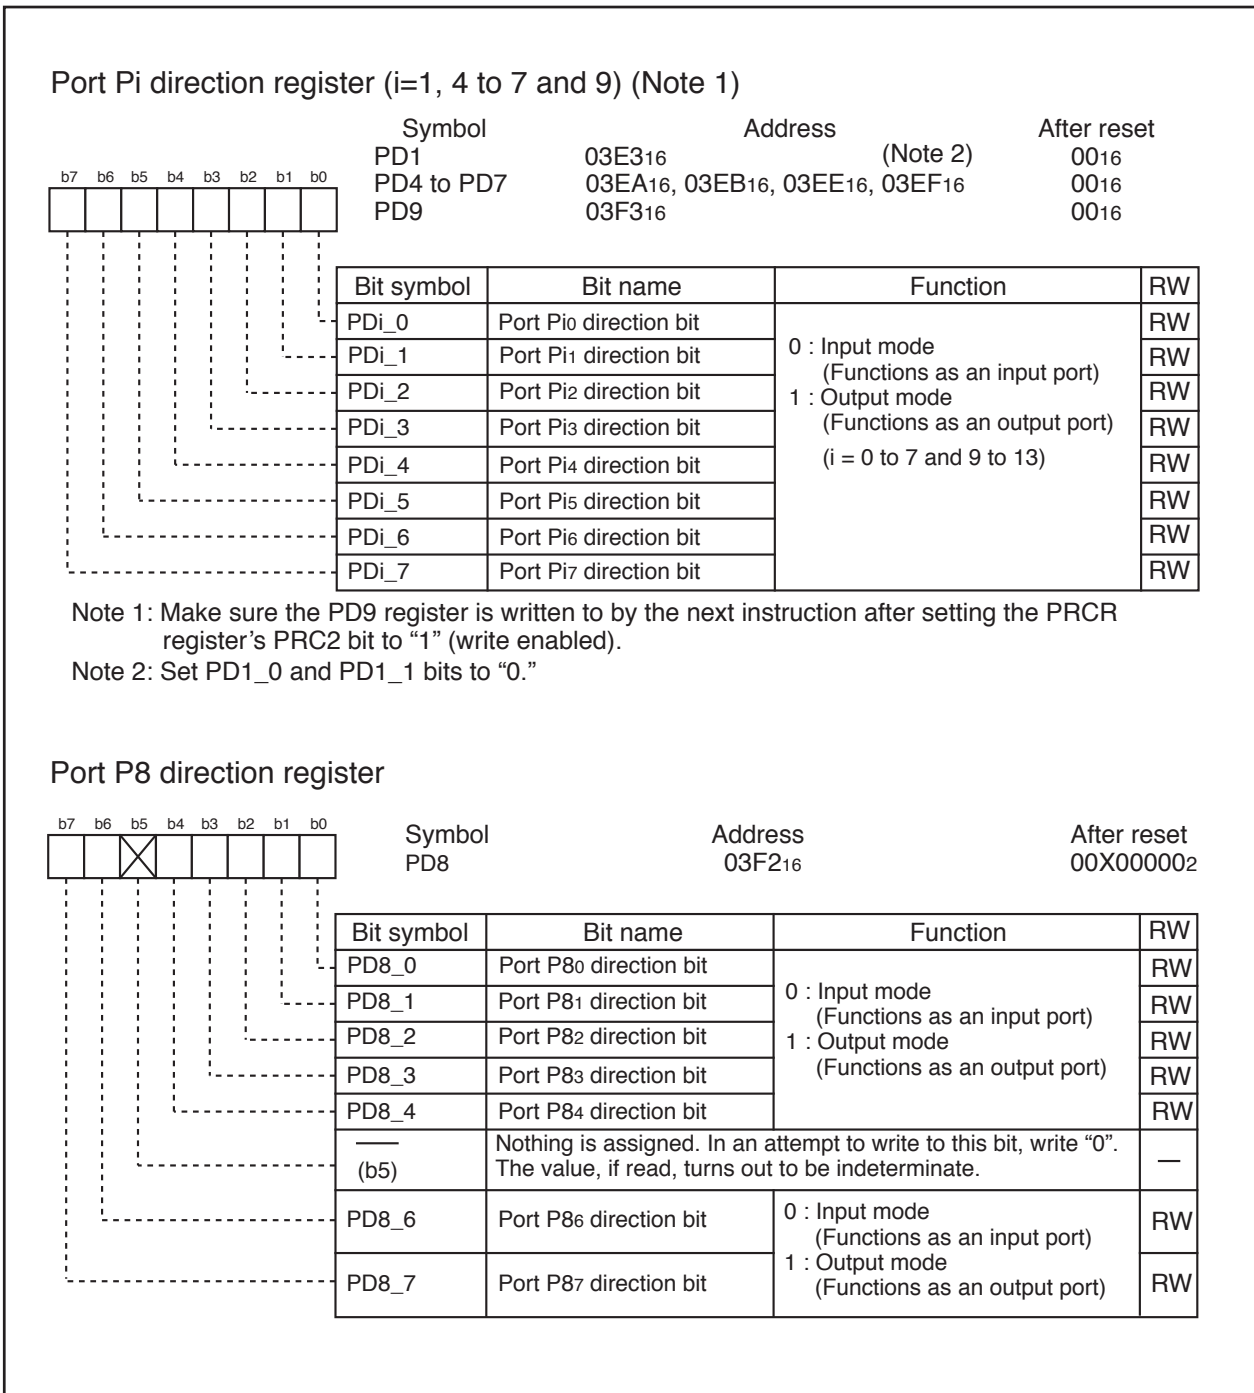 Port Pi direction register (i=1, 4 to 7 and 9) (Note 1)
Symbol Address After reset
PD1 03E316 (Note 2) 0016
PD4 to PD7 03EA16, 03EB16, 03EE16, 03EF16 0016
PD9 03F316 0016
b7 b6 b5 b4 b3 b2 b1 b0
Bit symbol Bit name Function RW
PDi_0 Port Pi0 direction bit RW
PDi_1 Port Pi1 direction bit RW
PDi_2 Port Pi2 direction bit RW
PDi_3 Port Pi3 direction bit RW
PDi_4 Port Pi4 direction bit RW
PDi_5 Port Pi5 direction bit RW
PDi_6 Port Pi6 direction bit RW
PDi_7 Port Pi7 direction bit RW
0 : Input mode
(Functions as an input port)
1 : Output mode
(Functions as an output port)
(i = 0 to 7 and 9 to 13)
Note 1: Make sure the PD9 register is written to by the next instruction after setting the PRCR
register’s PRC2 bit to “1” (write enabled).
Note 2: Set PD1_0 and PD1_1 bits to “0.”
Port P8 direction register
b7 b6 b5 b4 b3 b2 b1 b0
Symbol Address After reset
PD8 03F216 00X000002
Bit symbol Bit name Function RW
PD8_0 Port P80 direction bit RW
PD8_1 Port P81 direction bit RW
PD8_2 Port P82 direction bit RW
PD8_3 Port P83 direction bit RW
PD8_4 Port P84 direction bit RW
0 : Input mode
(Functions as an input port)
1 : Output mode
(Functions as an output port)
— (b5) Nothing is assigned. In an attempt to write to this bit, write “0”. —
The value, if read, turns out to be indeterminate.
PD8_6 Port P86 direction bit RW
PD8_7 Port P87 direction bit RW
0 : Input mode
(Functions as an input port)
1 : Output mode
(Functions as an output port)